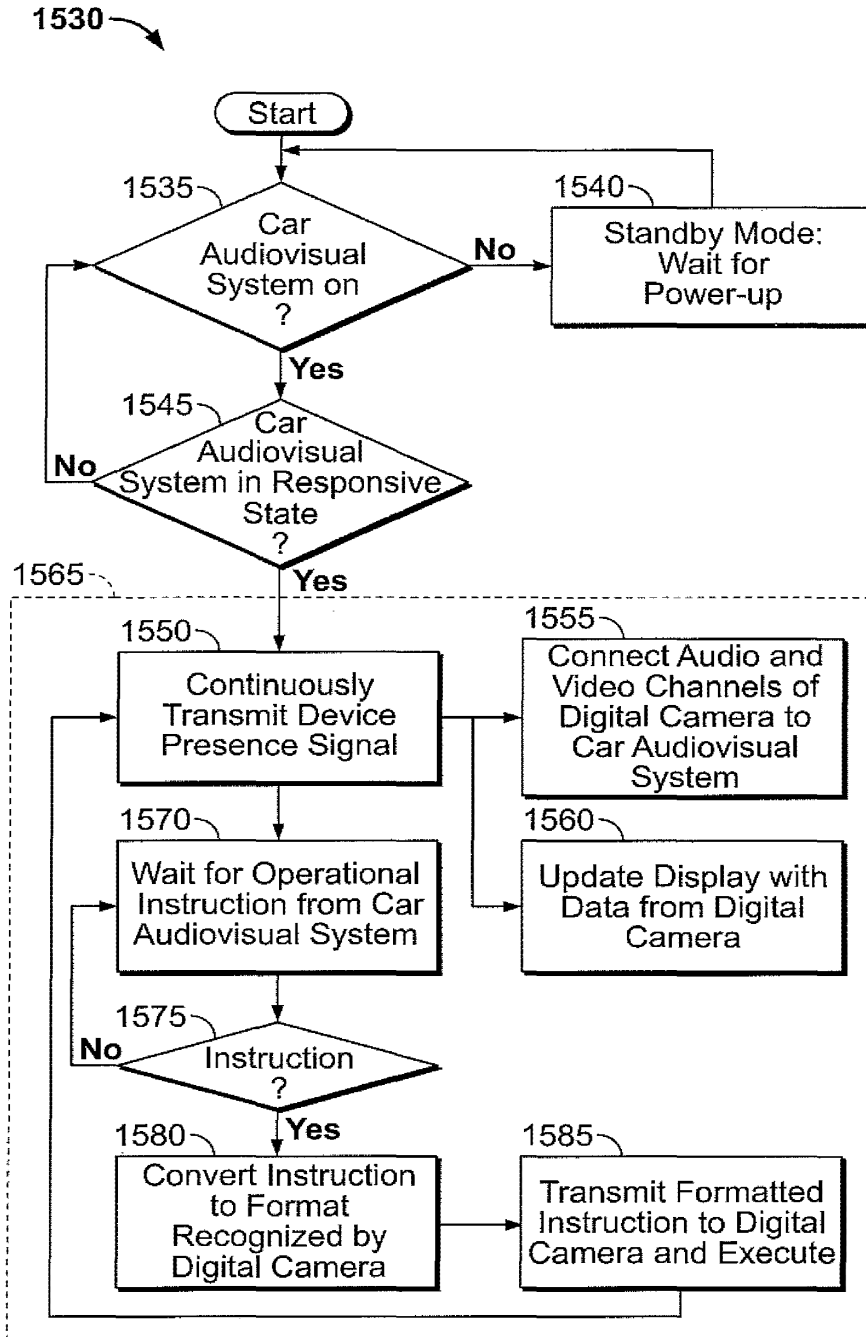 1530
Start
1535
Car
Audiovisual
System on
?
No
1540
Standby Mode:
Wait for
Power-up
Yes
1545
Car
Audiovisual
System in Responsive
State
?
No
Yes
1565
1550
Continuously
Transmit Device
Presence Signal
1555
Connect Audio and
Video Channels of
Digital Camera to
Car Audiovisual
System
1570
Wait for Operational
Instruction from Car
Audiovisual System
1560
Update Display with
Data from Digital
Camera
1575
Instruction
?
No
Yes
1580
Convert Instruction
to Format
Recognized by
Digital Camera
1585
Transmit Formatted
Instruction to Digital
Camera and Execute